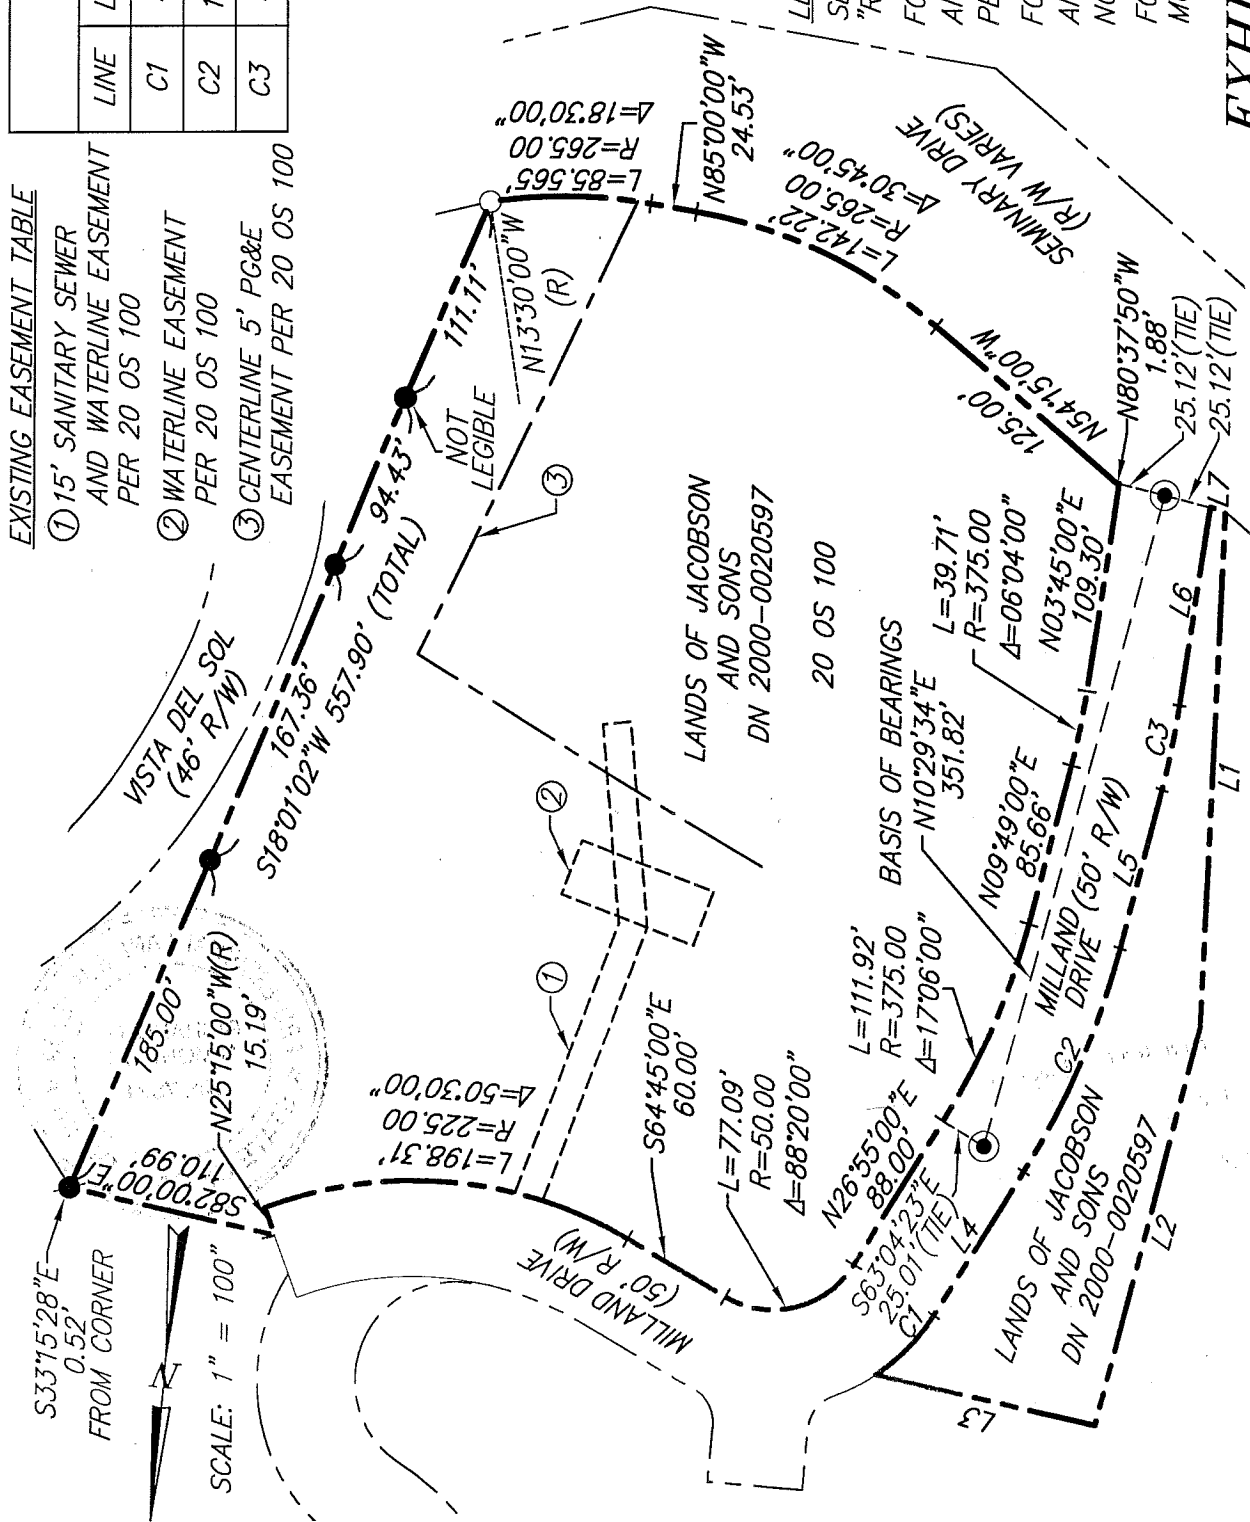 EXISTING EASEMENT TABLE
① 15' SANITARY SEWER
AND WATERLINE EASEMENT
PER 20 OS 100
② WATERLINE EASEMENT
PER 20 OS 100
③ CENTERLINE 5' PG&E
EASEMENT PER 20 OS 100
LINE
C1
C2
C3
EXHI
S33°15'28"E
0.52'
FROM CORNER
N
SCALE: 1" = 100'
VISTA DEL SOL
(46' R/W)
185.00'
167.36'
94.43'
111.11'
S18°01'02"W 557.90' (TOTAL)
NOT
LEGIBLE
N13°30'00"W
(R)
S82°00'00"E
110.99'
N25°15'00"W(R)
15.19'
L=198.31'
R=225.00
Δ=50°30'00"
L=85.565'
R=265.00
Δ=18°30'00"
N85°00'00"W
24.53'
L=142.22'
R=265.00
Δ=30°45'00"
SEMINARY DRIVE
(R/W VARIES)
N54°15'00"W
125.00'
N80°37'50"W
1.88'
25.12'(TIE)
25.12'(TIE)
①
②
③
LANDS OF JACOBSON
AND SONS
DN 2000-0020597
20 OS 100
S64°45'00"E
60.00'
L=77.09'
R=50.00
Δ=88°20'00"
N26°55'00"E
88.00'
L=111.92'
R=375.00
Δ=17°06'00"
BASIS OF BEARINGS
N10°29'34"E
351.82'
N09°49'00"E
85.66'
L=39.71'
R=375.00
Δ=06°04'00"
N03°45'00"E
109.30'
S63°04'23"E
25.01'(TIE)
MILLAND DRIVE
(50' R/W)
MILLAND
DRIVE (50' R/W)
LANDS OF JACOBSON
AND SONS
DN 2000-0020597
C1
L4
C2
L5
C3
L6
L7
L1
L2
L3